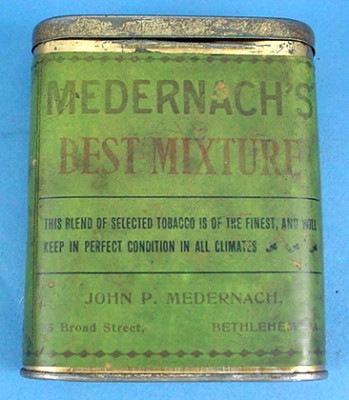 MEDERNACH'S
BEST MIXTURE
THIS BLEND OF SELECTED TOBACCO IS OF THE FINEST, AND WILL
KEEP IN PERFECT CONDITION IN ALL CLIMATES
JOHN P. MEDERNACH,
Broad Street, BETHLEHEM,